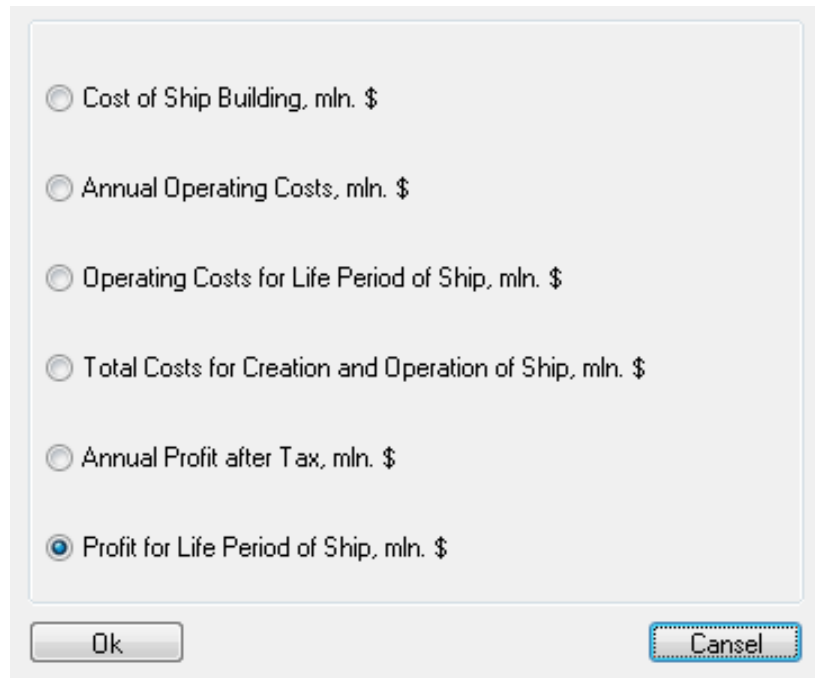 Cost of Ship Building, mln. $
Annual Operating Costs, mln. $
Operating Costs for Life Period of Ship, mln. $
Total Costs for Creation and Operation of Ship, mln. $
Annual Profit after Tax, mln. $
Profit for Life Period of Ship, mln. $
Ok
Cansel